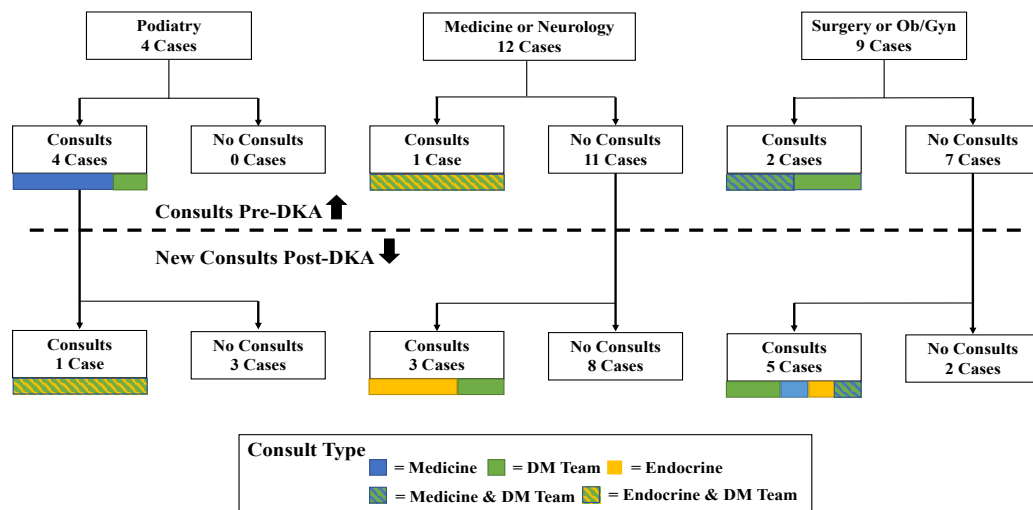 Podiatry
4 Cases
Medicine or Neurology
12 Cases
Surgery or Ob/Gyn
9 Cases
Consults
4 Cases
No Consults
0 Cases
Consults
1 Case
No Consults
11 Cases
Consults
2 Cases
No Consults
7 Cases
Consults Pre-DKA
New Consults Post-DKA
Consults
1 Case
No Consults
3 Cases
Consults
3 Cases
No Consults
8 Cases
Consults
5 Cases
No Consults
2 Cases
Consult Type
= Medicine = DM Team = Endocrine
= Medicine & DM Team = Endocrine & DM Team